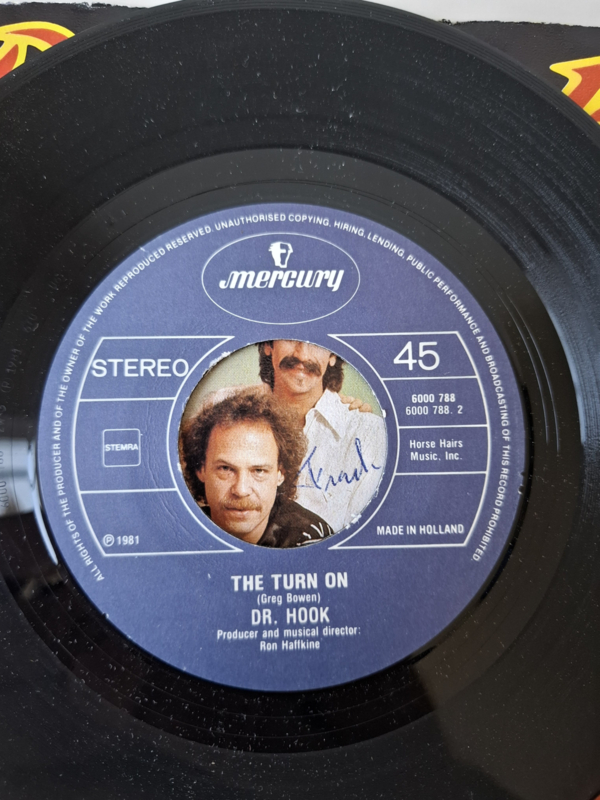 ALL RIGHTS OF THE PRODUCER AND OF THE OWNER OF THE WORK REPRODUCED RESERVED. UNAUTHORISED COPYING, HIRING, LENDING, PUBLIC PERFORMANCE AND BROADCASTING OF THIS RECORD PROHIBITED.
mercury
STEREO
45
6000 788
6000 788. 2
STEMRA
Horse Hairs
Music, Inc.
Frank
℗ 1981
MADE IN HOLLAND
THE TURN ON
(Greg Bowen)
DR. HOOK
Producer and musical director:
Ron Haffkine